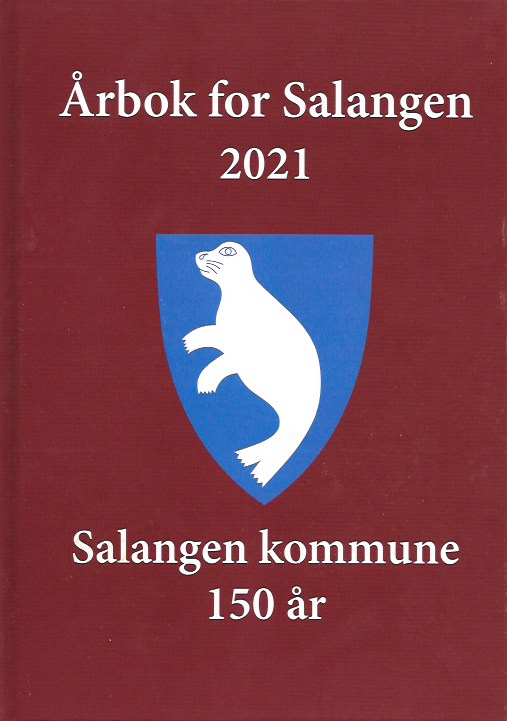 Årbok for Salangen
2021
Salangen kommune
150 år